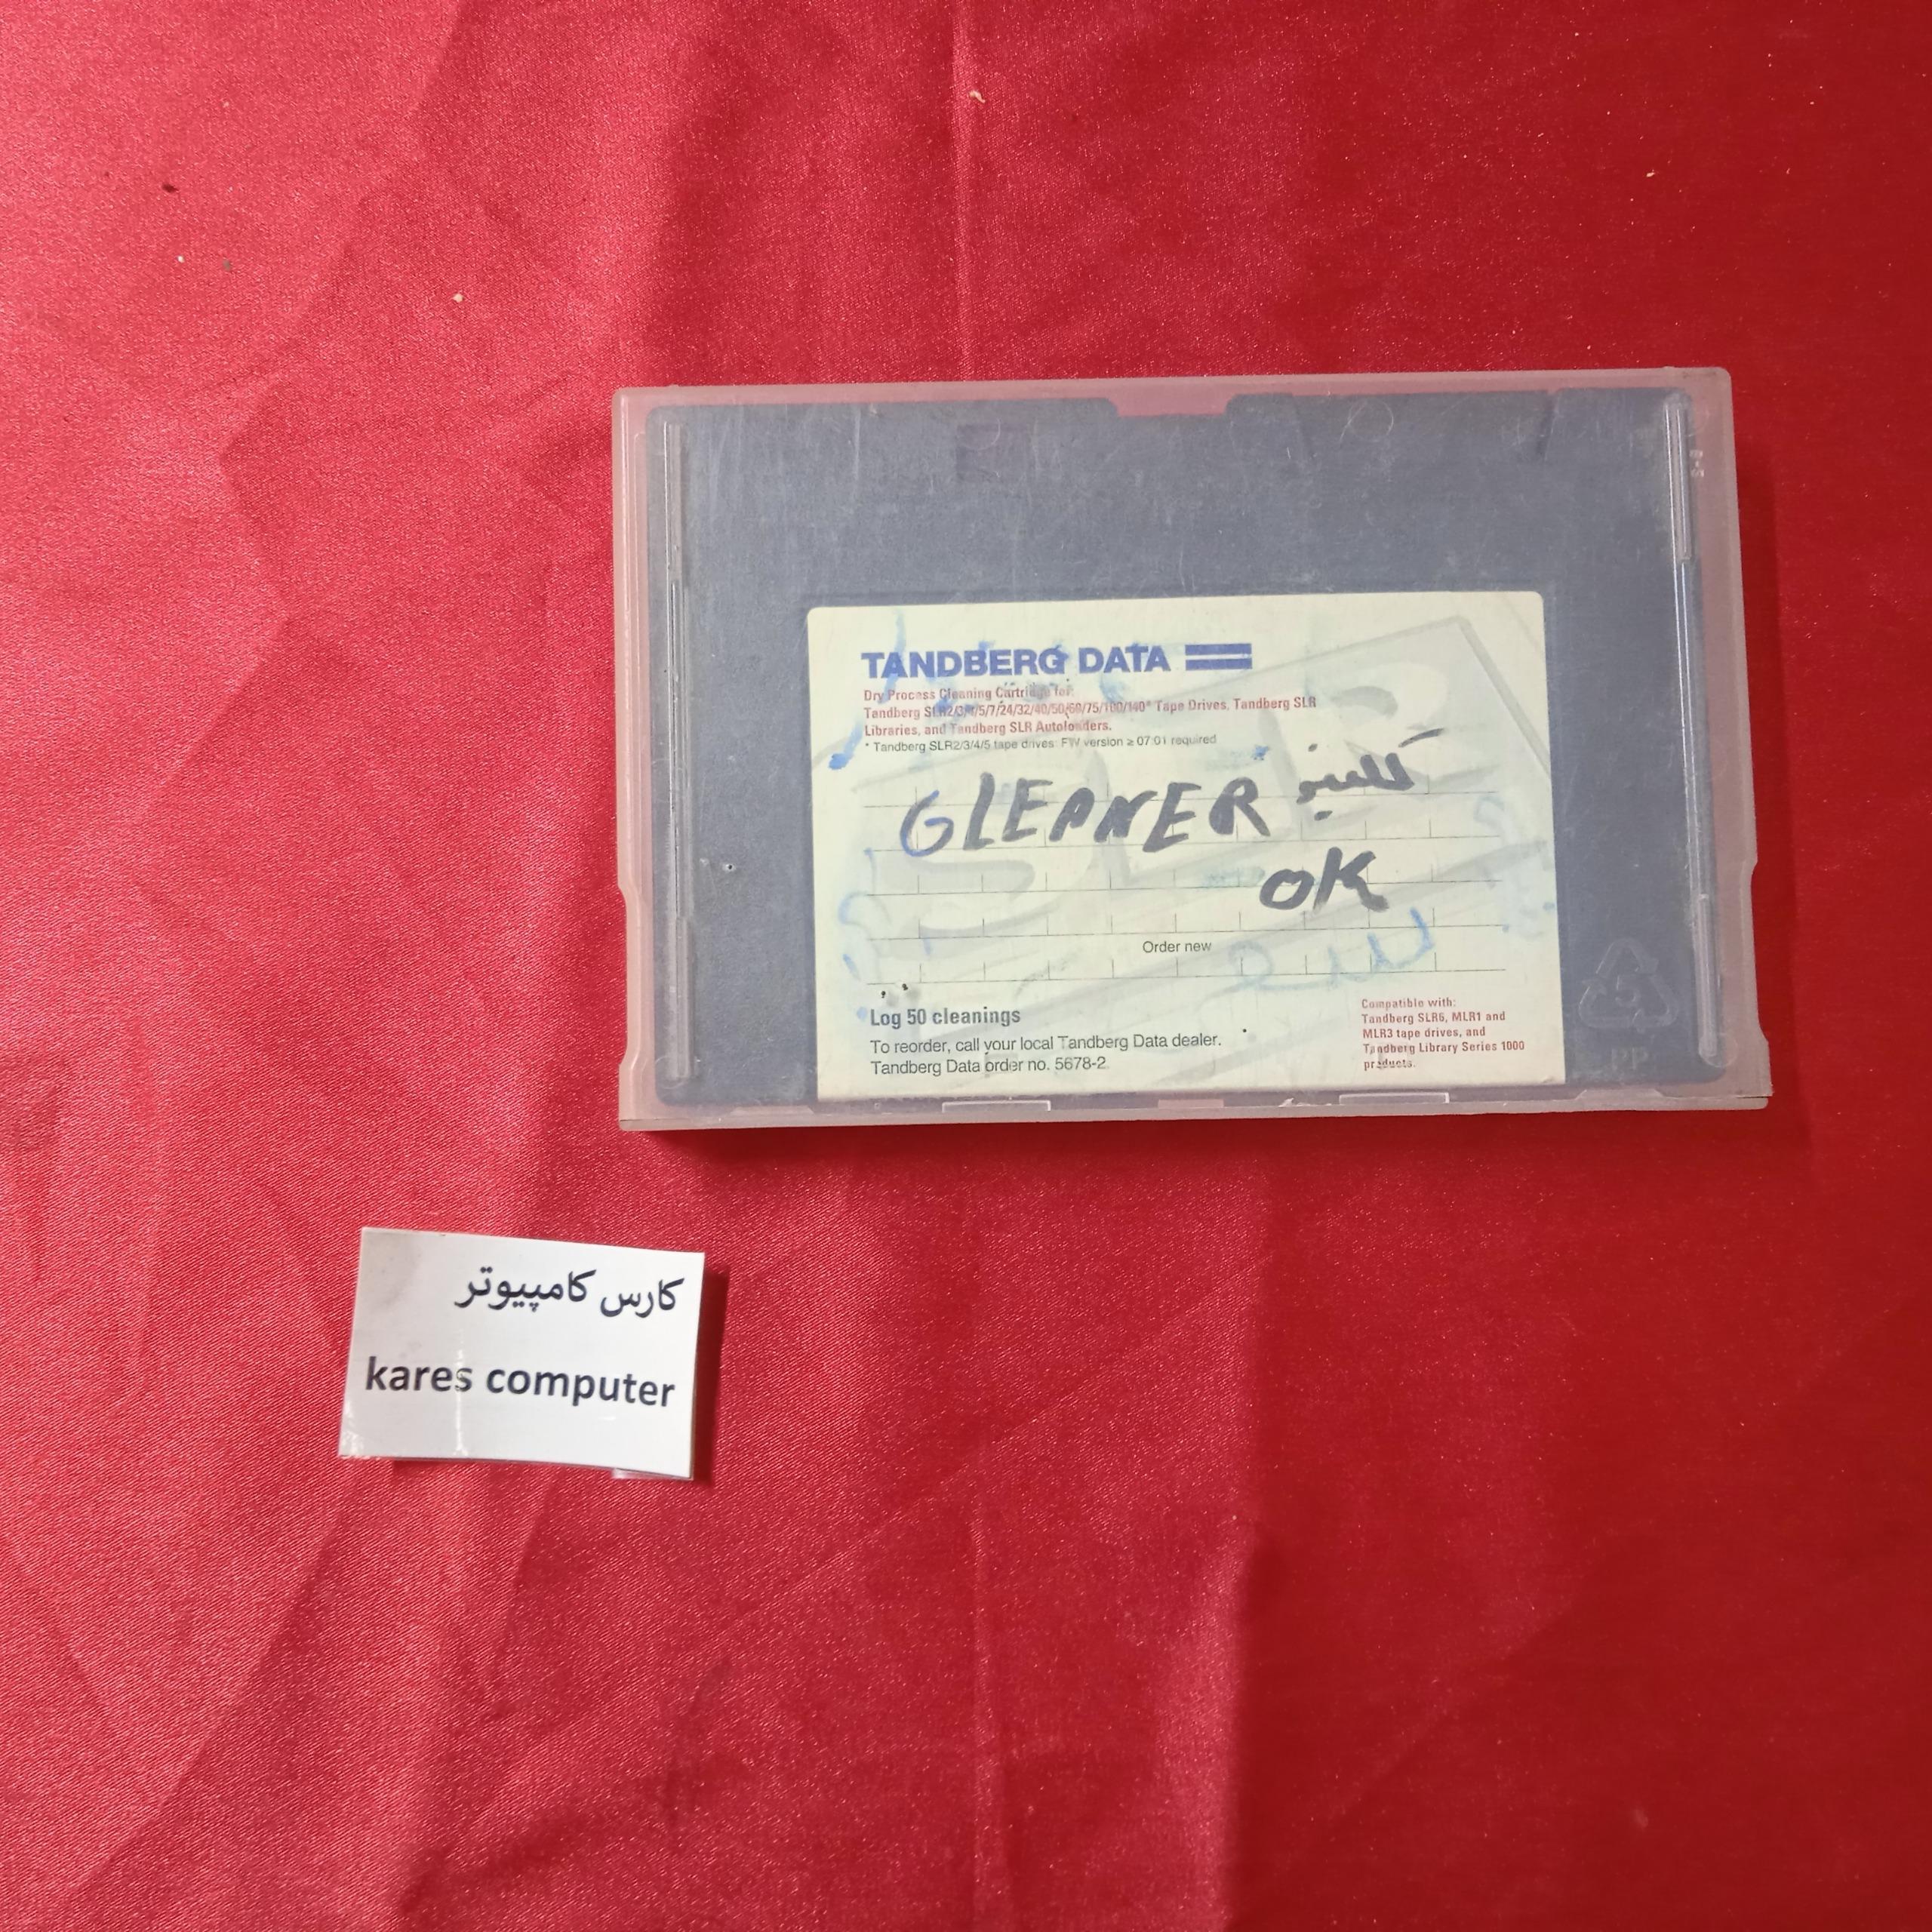 TANDBERG DATA
Dry Process Cleaning Cartridge for:
Tandberg SLR2/3/4/5/7/24/32/40/50/60/75/100/140* Tape Drives, Tandberg SLR
Libraries, and Tandberg SLR Autoloaders.
* Tandberg SLR2/3/4/5 tape drives: FW version ≥ 07:01 required
GLEANER
OK
Order new
Log 50 cleanings
To reorder, call your local Tandberg Data dealer.
Tandberg Data order no. 5678-2
Compatible with:
Tandberg SLR6, MLR1 and
MLR3 tape drives, and
Tandberg Library Series 1000
products.
5
PP
کارس کامپیوتر
kares computer